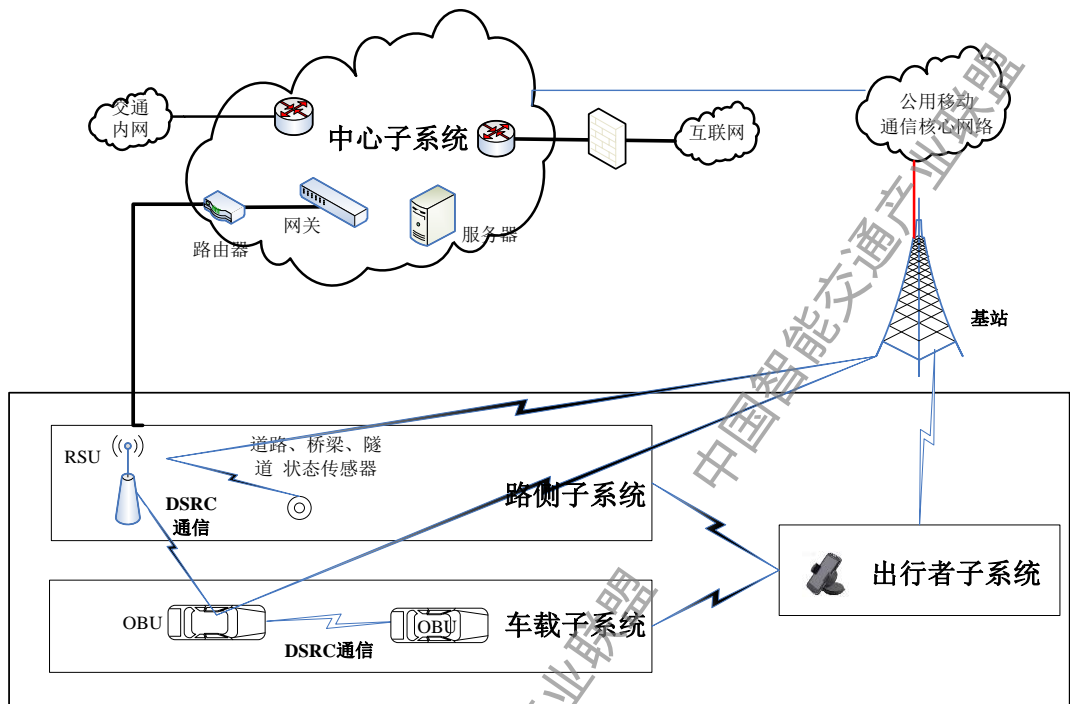 交通
内网
中心子系统
互联网
公用移动
通信核心网络
网关
路由器
服务器
基站
RSU
道路、桥梁、隧
道 状态传感器
DSRC
通信
路侧子系统
出行者子系统
OBU
OBU
DSRC通信
车载子系统
中国智能交通产业联盟
产业联盟